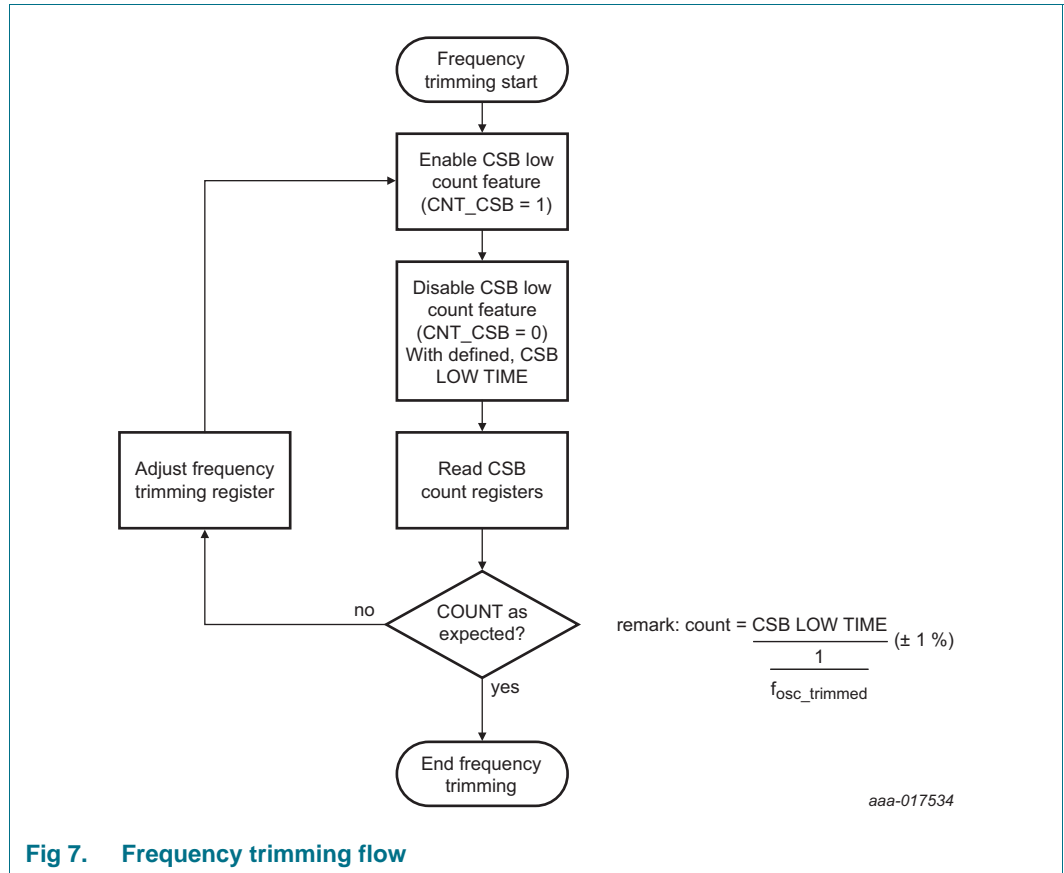 Frequency
trimming start
Enable CSB low
count feature
(CNT_CSB = 1)
Disable CSB low
count feature
(CNT_CSB = 0)
With defined, CSB
LOW TIME
Adjust frequency
trimming register
Read CSB
count registers
no
COUNT as
expected?
remark: count = CSB LOW TIME (± 1 %)
1
fosc_trimmed
yes
End frequency
trimming
aaa-017534
Fig 7. Frequency trimming flow